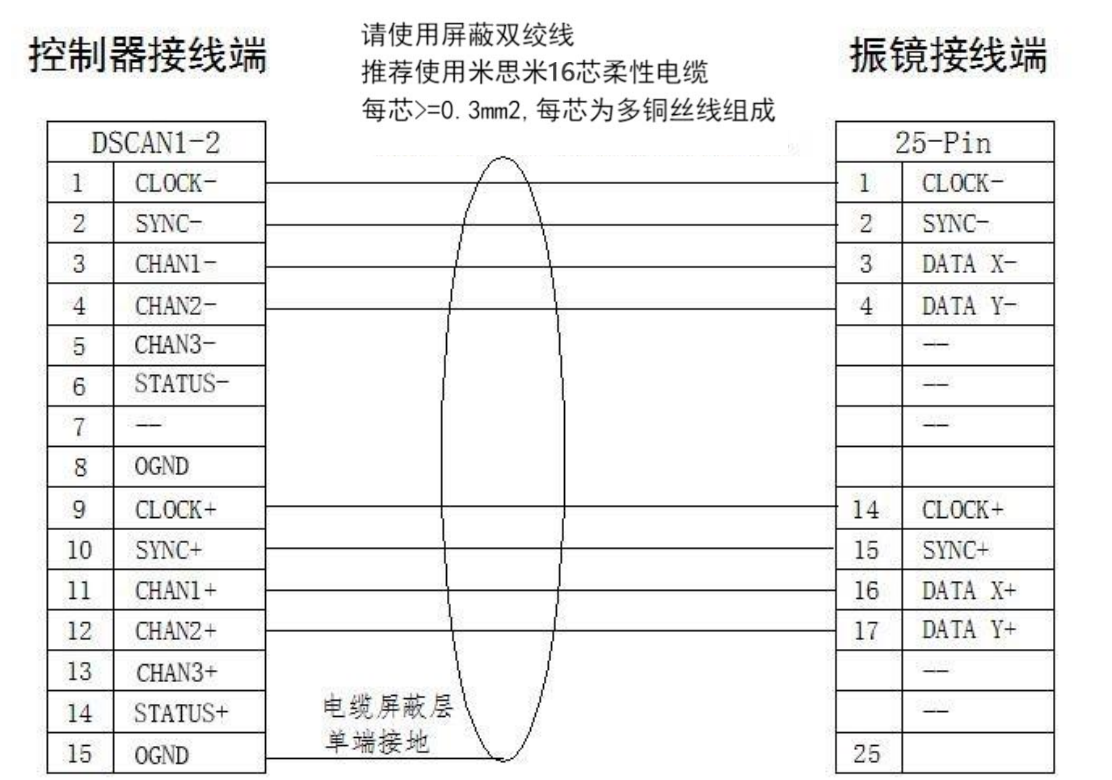 控制器接线端
请使用屏蔽双绞线
推荐使用米思米16芯柔性电缆
每芯>=0.3mm2,每芯为多铜丝线组成
振镜接线端
DSCAN1-2
1 CLOCK-
2 SYNC-
3 CHAN1-
4 CHAN2-
5 CHAN3-
6 STATUS-
7 --
8 OGND
9 CLOCK+
10 SYNC+
11 CHAN1+
12 CHAN2+
13 CHAN3+
14 STATUS+
15 OGND
电缆屏蔽层
单端接地
25-Pin
1 CLOCK-
2 SYNC-
3 DATA X-
4 DATA Y-
--
--
--
14 CLOCK+
15 SYNC+
16 DATA X+
17 DATA Y+
--
--
25